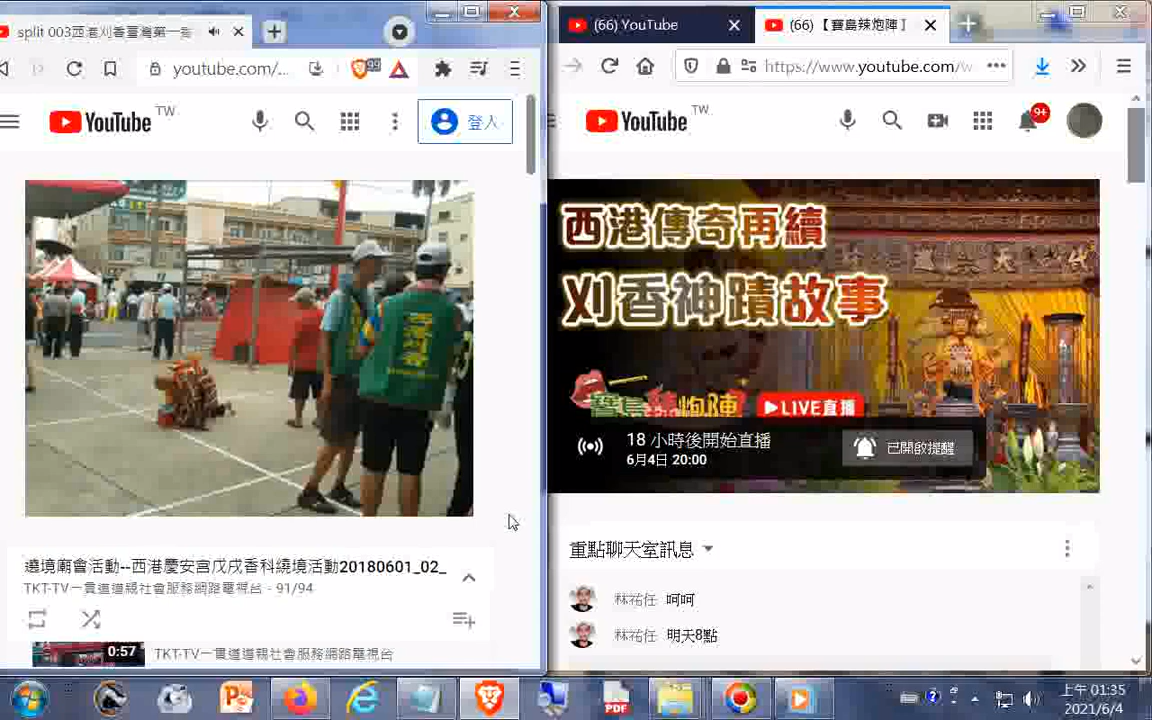 split 003西港刈香臺灣第一
youtube.com/...
99
YouTube TW
登入
遶境廟會活動--西港慶安宮戊戌香科繞境活動20180601_02_
TKT-TV一貫道道親社會服務網路電視台 - 91/94
0:57
TKT-TV一貫道道親社會服務網路電視台
(66) YouTube
(66) 【寶島辣炮陣】
https://www.youtube.com/w
YouTube TW
9+
西港傳奇再續
刈香神蹟故事
寶島辣炮陣
LIVE直播
18 小時後開始直播
6月4日 20:00
已開啟提醒
重點聊天室訊息
林祐任 呵呵
林祐任 明天8點
PDF
上午 01:35
2021/6/4